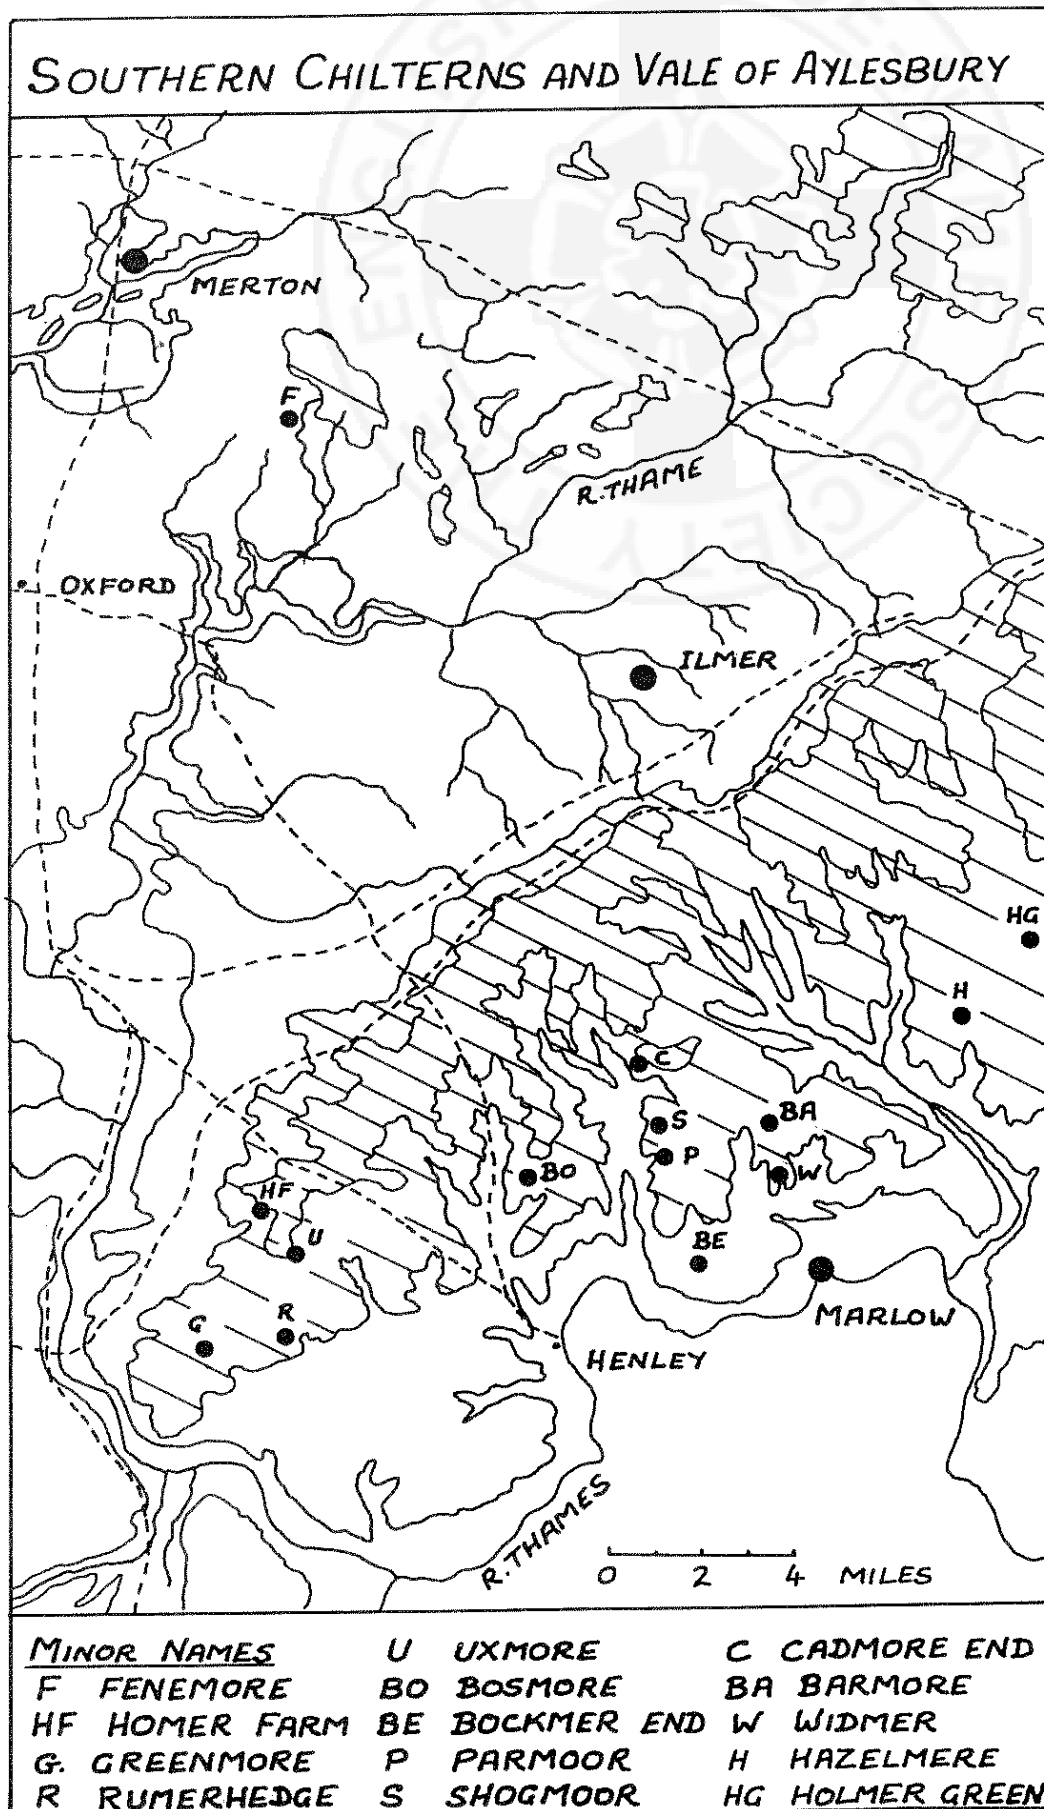 SOUTHERN CHILTERNS AND VALE OF AYLESBURY
MERTON
F
R. THAME
OXFORD
ILMER
HG
H
C
S
BA
P
W
BO
HF
U
BE
G
R
MARLOW
HENLEY
R. THAMES
0 2 4 MILES
MINOR NAMES U UXMORE C CADMORE END
F FENEMORE BO BOSMORE BA BARMORE
HF HOMER FARM BE BOCKMER END W WIDMER
G. GREENMORE P PARMOOR H HAZELMERE
R RUMERHEDGE S SHOGMOOR HG HOLMER GREEN